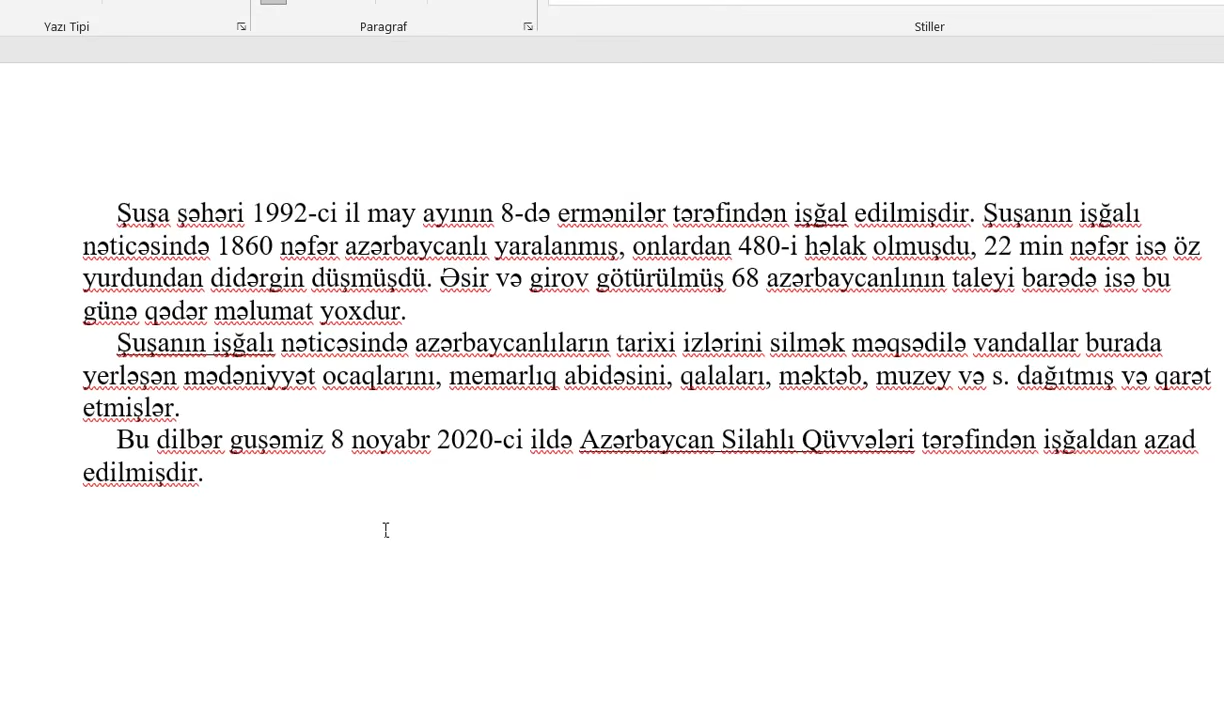 Yazı Tipi
Paragraf
Stiller
Şuşa şəhəri 1992-ci il may ayının 8-də ermənilər tərəfindən işğal edilmişdir. Şuşanın işğalı
nəticəsində 1860 nəfər azərbaycanlı yaralanmış, onlardan 480-i həlak olmuşdu, 22 min nəfər isə öz
yurdundan didərgin düşmüşdü. Əsir və girov götürülmüş 68 azərbaycanlının taleyi barədə isə bu
günə qədər məlumat yoxdur.
Şuşanın işğalı nəticəsində azərbaycanlıların tarixi izlərini silmək məqsədilə vandallar burada
yerləşən mədəniyyət ocaqlarını, memarlıq abidəsini, qalaları, məktəb, muzey və s. dağıtmış və qarət
etmişlər.
Bu dilbər guşəmiz 8 noyabr 2020-ci ildə Azərbaycan Silahlı Qüvvələri tərəfindən işğaldan azad
edilmişdir.